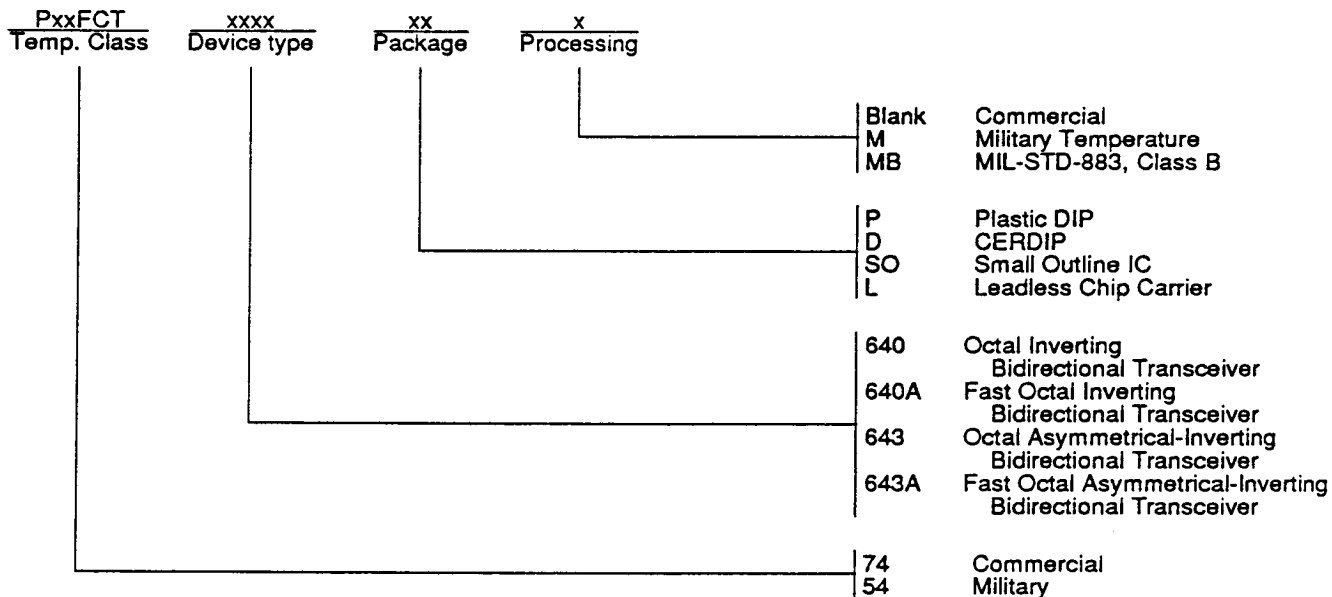 PxxFCT xxxx xx x
Temp. Class Device type Package Processing
Blank Commercial
M Military Temperature
MB MIL-STD-883, Class B
P Plastic DIP
D CERDIP
SO Small Outline IC
L Leadless Chip Carrier
640 Octal Inverting
Bidirectional Transceiver
640A Fast Octal Inverting
Bidirectional Transceiver
643 Octal Asymmetrical-Inverting
Bidirectional Transceiver
643A Fast Octal Asymmetrical-Inverting
Bidirectional Transceiver
74 Commercial
54 Military